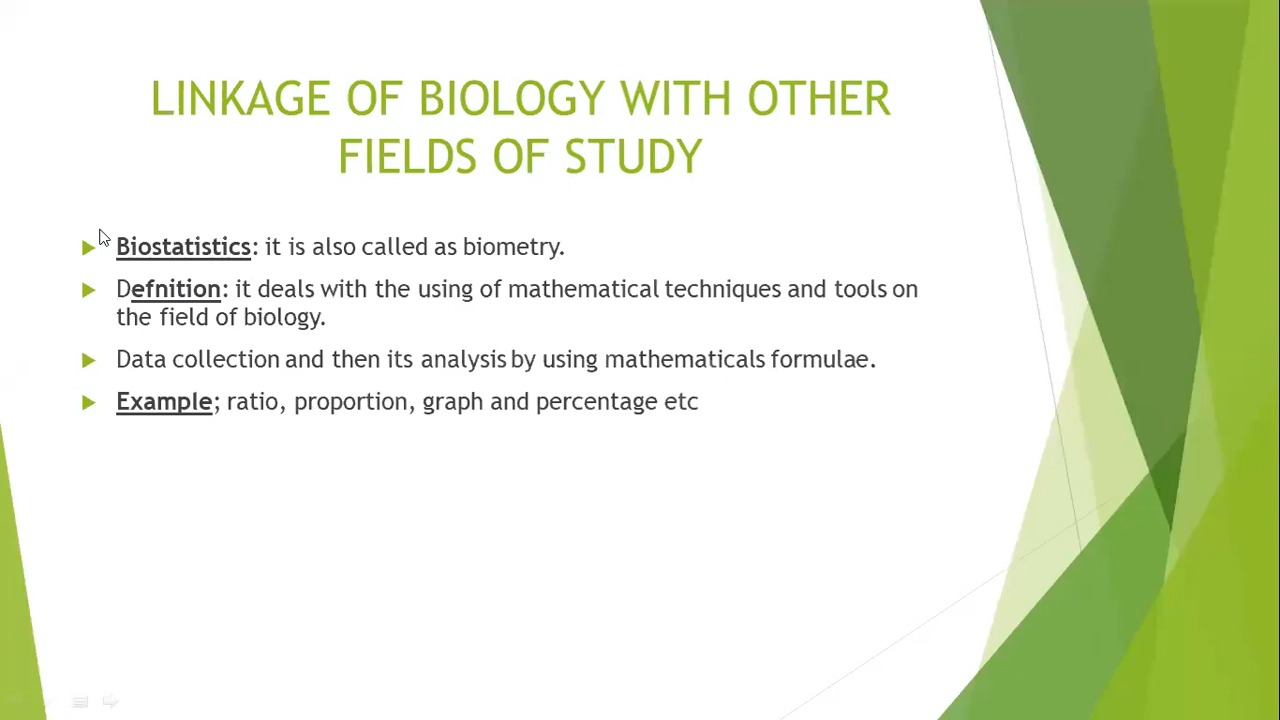 LINKAGE OF BIOLOGY WITH OTHER
FIELDS OF STUDY
Biostatistics: it is also called as biometry.
Defnition: it deals with the using of mathematical techniques and tools on
the field of biology.
Data collection and then its analysis by using mathematicals formulae.
Example; ratio, proportion, graph and percentage etc